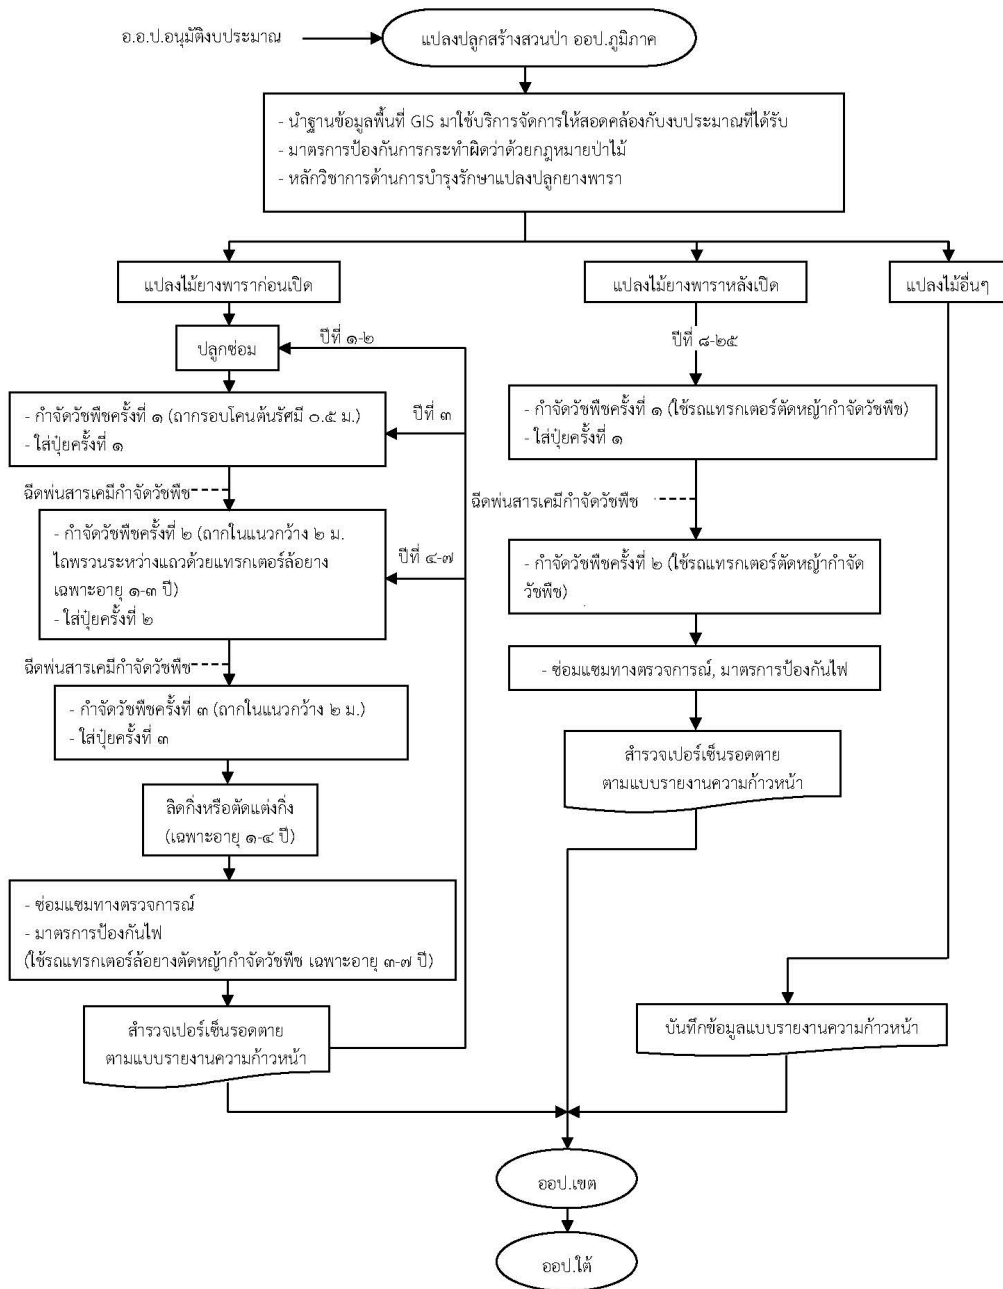 อ.อ.ป.อนุมัติงบประมาณ
แปลงปลูกสร้างสวนป่า ออป.ภูมิภาค
- นำฐานข้อมูลพื้นที่ GIS มาใช้บริการจัดการให้สอดคล้องกับงบประมาณที่ได้รับ
- มาตรการป้องกันการกระทำผิดว่าด้วยกฎหมายป่าไม้
- หลักวิชาการด้านการบำรุงรักษาแปลงปลูกยางพารา
แปลงไม้ยางพาราก่อนเปิด
แปลงไม้ยางพาราหลังเปิด
แปลงไม้อื่นๆ
ปลูกซ่อม
ปีที่ ๑-๒
- กำจัดวัชพืชครั้งที่ ๑ (ถากรอบโคนต้นรัศมี ๐.๕ ม.)
- ใส่ปุ๋ยครั้งที่ ๑
ปีที่ ๓
ฉีดพ่นสารเคมีกำจัดวัชพืช
- กำจัดวัชพืชครั้งที่ ๒ (ถากในแนวกว้าง ๒ ม.
ไถพรวนระหว่างแถวด้วยแทรกเตอร์ล้อยาง
เฉพาะอายุ ๑-๓ ปี)
- ใส่ปุ๋ยครั้งที่ ๒
ปีที่ ๔-๗
ฉีดพ่นสารเคมีกำจัดวัชพืช
- กำจัดวัชพืชครั้งที่ ๓ (ถากในแนวกว้าง ๒ ม.)
- ใส่ปุ๋ยครั้งที่ ๓
ลิดกิ่งหรือตัดแต่งกิ่ง
(เฉพาะอายุ ๑-๔ ปี)
- ซ่อมแซมทางตรวจการณ์
- มาตรการป้องกันไฟ
(ใช้รถแทรกเตอร์ล้อยางตัดหญ้ากำจัดวัชพืช เฉพาะอายุ ๓-๗ ปี)
สำรวจเปอร์เซ็นรอดตาย
ตามแบบรายงานความก้าวหน้า
ปีที่ ๘-๒๕
- กำจัดวัชพืชครั้งที่ ๑ (ใช้รถแทรกเตอร์ตัดหญ้ากำจัดวัชพืช)
- ใส่ปุ๋ยครั้งที่ ๑
ฉีดพ่นสารเคมีกำจัดวัชพืช
- กำจัดวัชพืชครั้งที่ ๒ (ใช้รถแทรกเตอร์ตัดหญ้ากำจัด
วัชพืช)
- ซ่อมแซมทางตรวจการณ์, มาตรการป้องกันไฟ
สำรวจเปอร์เซ็นรอดตาย
ตามแบบรายงานความก้าวหน้า
บันทึกข้อมูลแบบรายงานความก้าวหน้า
ออป.เขต
ออป.ใต้